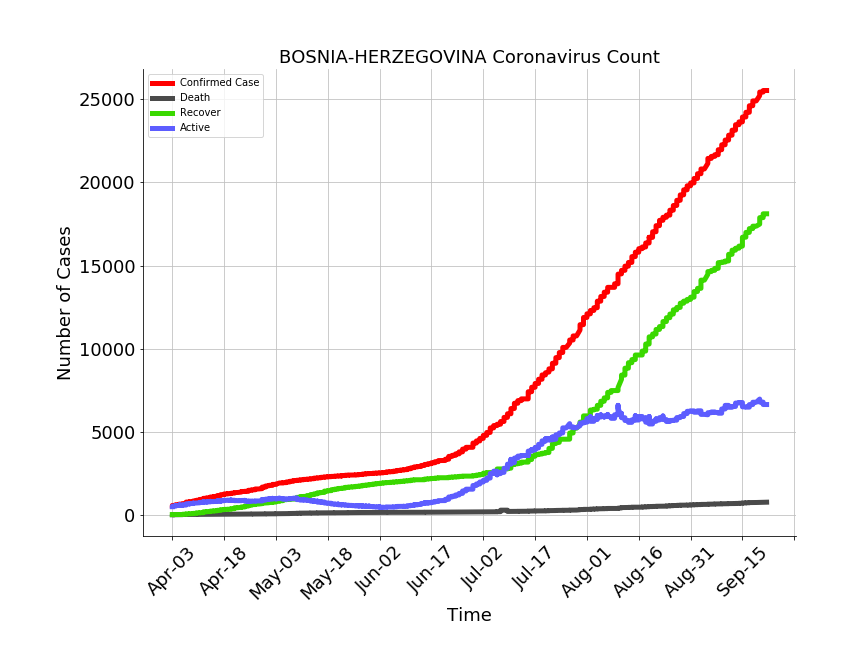 BOSNIA-HERZEGOVINA Coronavirus Count
Confirmed Case
Death
Recover
Active
25000
20000
15000
10000
5000
0
Number of Cases
Apr-03
Apr-18
May-03
May-18
Jun-02
Jun-17
Jul-02
Jul-17
Aug-01
Aug-16
Aug-31
Sep-15
Time